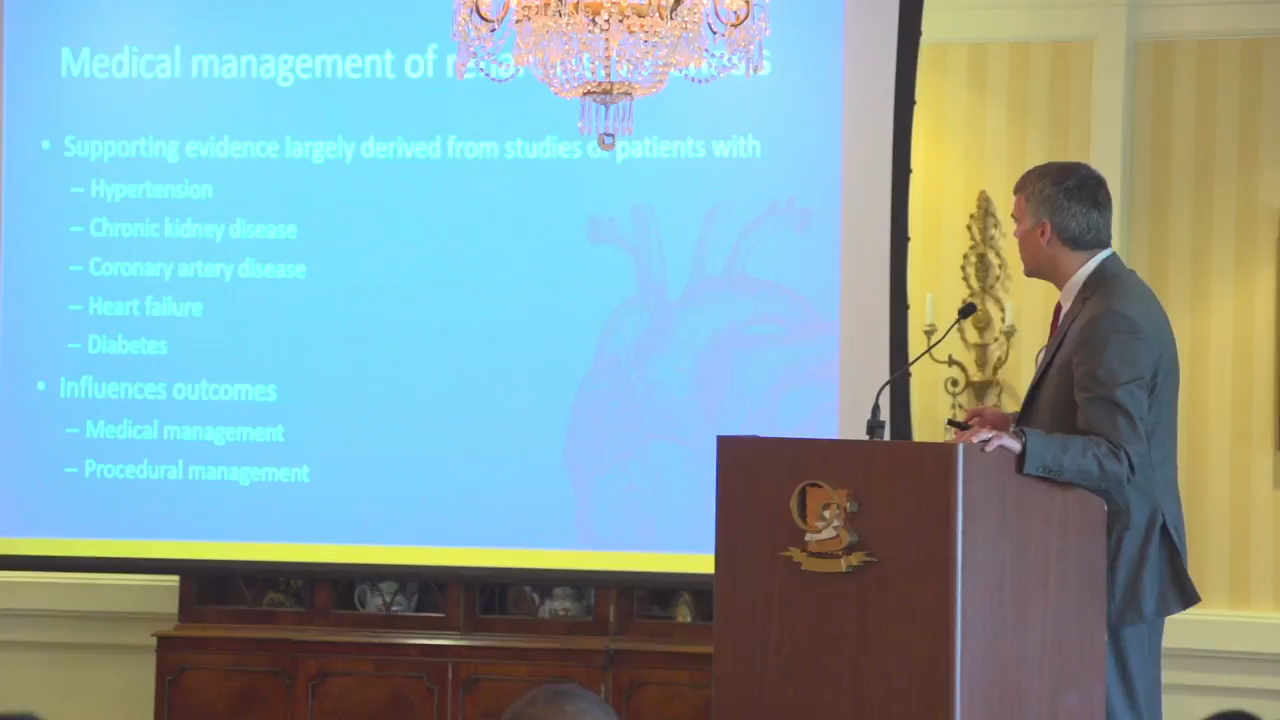 Medical management of
• Supporting evidence largely derived from studies of patients with
– Hypertension
– Chronic kidney disease
– Coronary artery disease
– Heart failure
– Diabetes
• Influences outcomes
– Medical management
– Procedural management